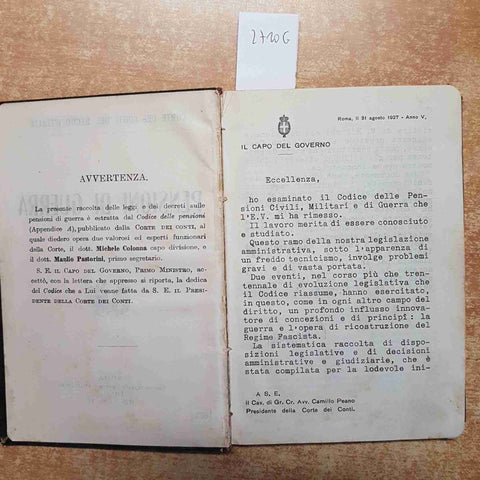 2720G
AVVERTENZA.
La presente raccolta delle leggi e dei decreti sulle
pensioni di guerra è estratta dal Codice delle pensioni
(Appendice A), pubblicato dalla CORTE DEI CONTI, al
quale diedero opera due valorosi ed esperti funzionari
della Corte, il dott. Michele Colonna capo divisione, e
il dott. Manlio Pastorini, primo segretario.
S. E. IL CAPO DEL GOVERNO, PRIMO MINISTRO, ac-
cettò, con la lettera che appresso si riporta, la dedica
del Codice che a Lui venne fatta da S. E. IL PRESI-
DENTE DELLA CORTE DEI CONTI.
Roma, il 31 agosto 1927 - Anno V,
IL CAPO DEL GOVERNO
Eccellenza,
ho esaminato il Codice delle Pen-
sioni Civili, Militari e di Guerra che
l'E.V. mi ha rimesso.
Il lavoro merita di essere conosciuto
e studiato.
Questo ramo della nostra legislazione
amministrativa, sotto l'apparenza di
un freddo tecnicismo, involge problemi
gravi e di vasta portata.
Due eventi, nel corso più che tren-
tennale di evoluzione legislativa che
il Codice riassume, hanno esercitato,
in questo, come in ogni altro campo del
diritto, un profondo influsso innova-
tore di concezioni e di principî: la
guerra e l'opera di ricostruzione del
Regime Fascista.
La sistematica raccolta di dispo-
sizioni legislative e di decisioni
amministrative e giudiziarie, che è
stata compilata per la lodevole ini-
A S. E.
il Cav. di Gr. Cr. Avv. Camillo Peano
Presidente della Corte dei Conti.